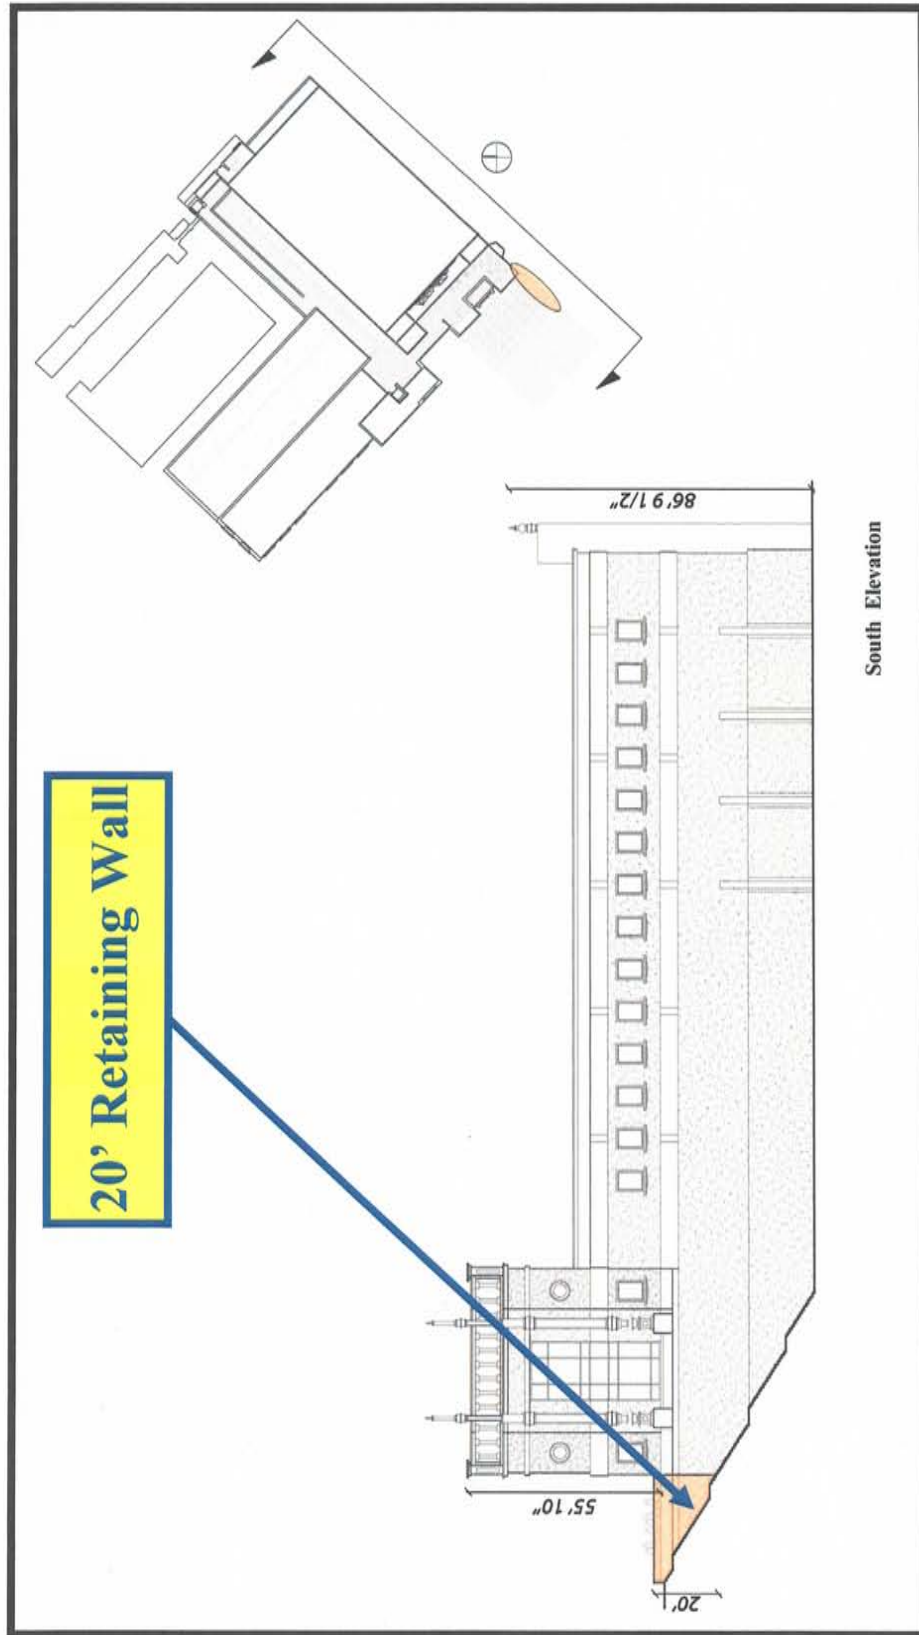 20' Retaining Wall
86'9 1/2"
55'10"
20'
South Elevation